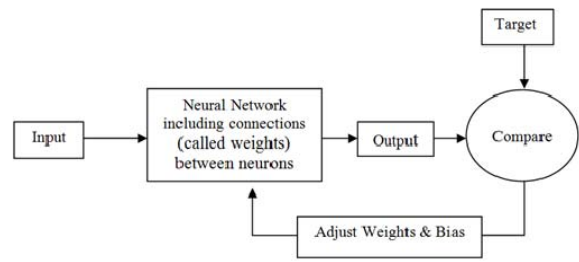 Target
Neural Network
including connections
(called weights)
between neurons
Input
Output
Compare
Adjust Weights & Bias